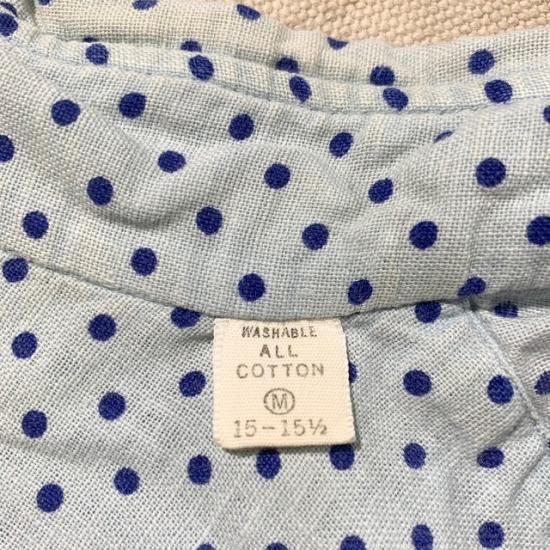 WASHABLE
ALL
COTTON
M
15-15½